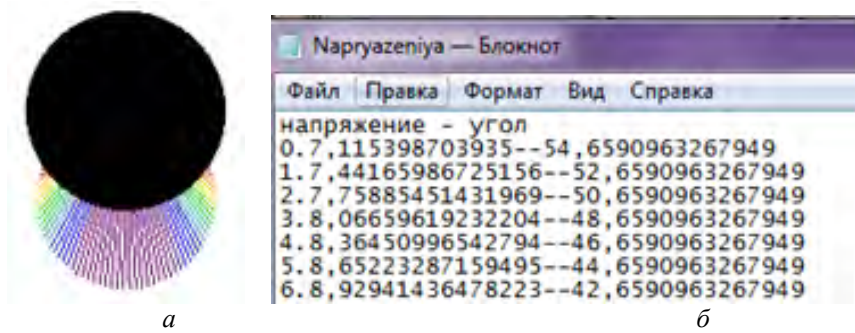 Napryazeniya — Блокнот
Файл Правка Формат Вид Справка
напряжение - угол
0.7,115398703935--54,6590963267949
1.7,44165986725156--52,6590963267949
2.7,75885451431969--50,6590963267949
3.8,06659619232204--48,6590963267949
4.8,36450996542794--46,6590963267949
5.8,65223287159495--44,6590963267949
6.8,92941436478223--42,6590963267949
а б